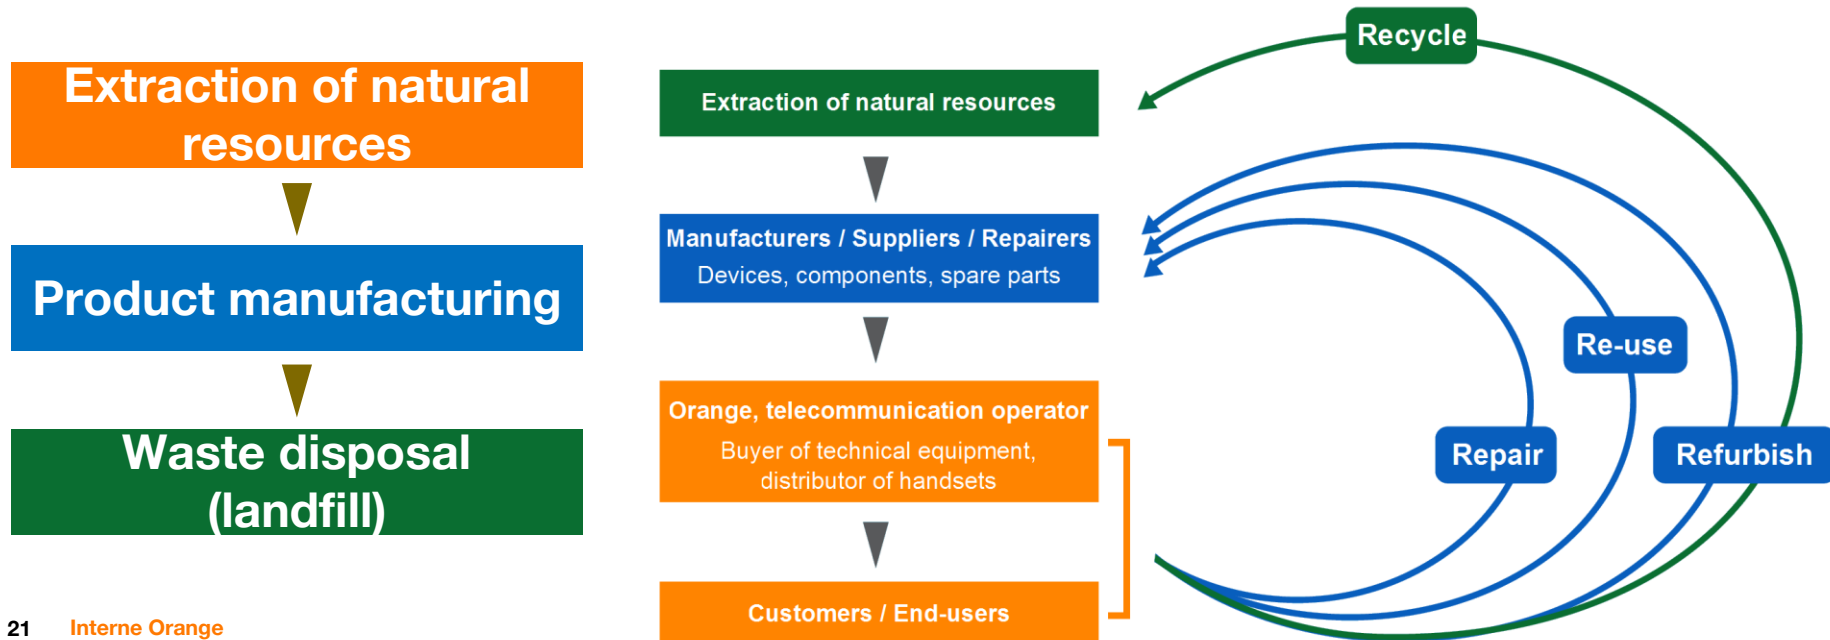 Extraction of natural
resources
Product manufacturing
Waste disposal
(landfill)
Extraction of natural resources
Manufacturers / Suppliers / Repairers
Devices, components, spare parts
Orange, telecommunication operator
Buyer of technical equipment,
distributor of handsets
Customers / End-users
Recycle
Re-use
Repair
Refurbish
21 Interne Orange